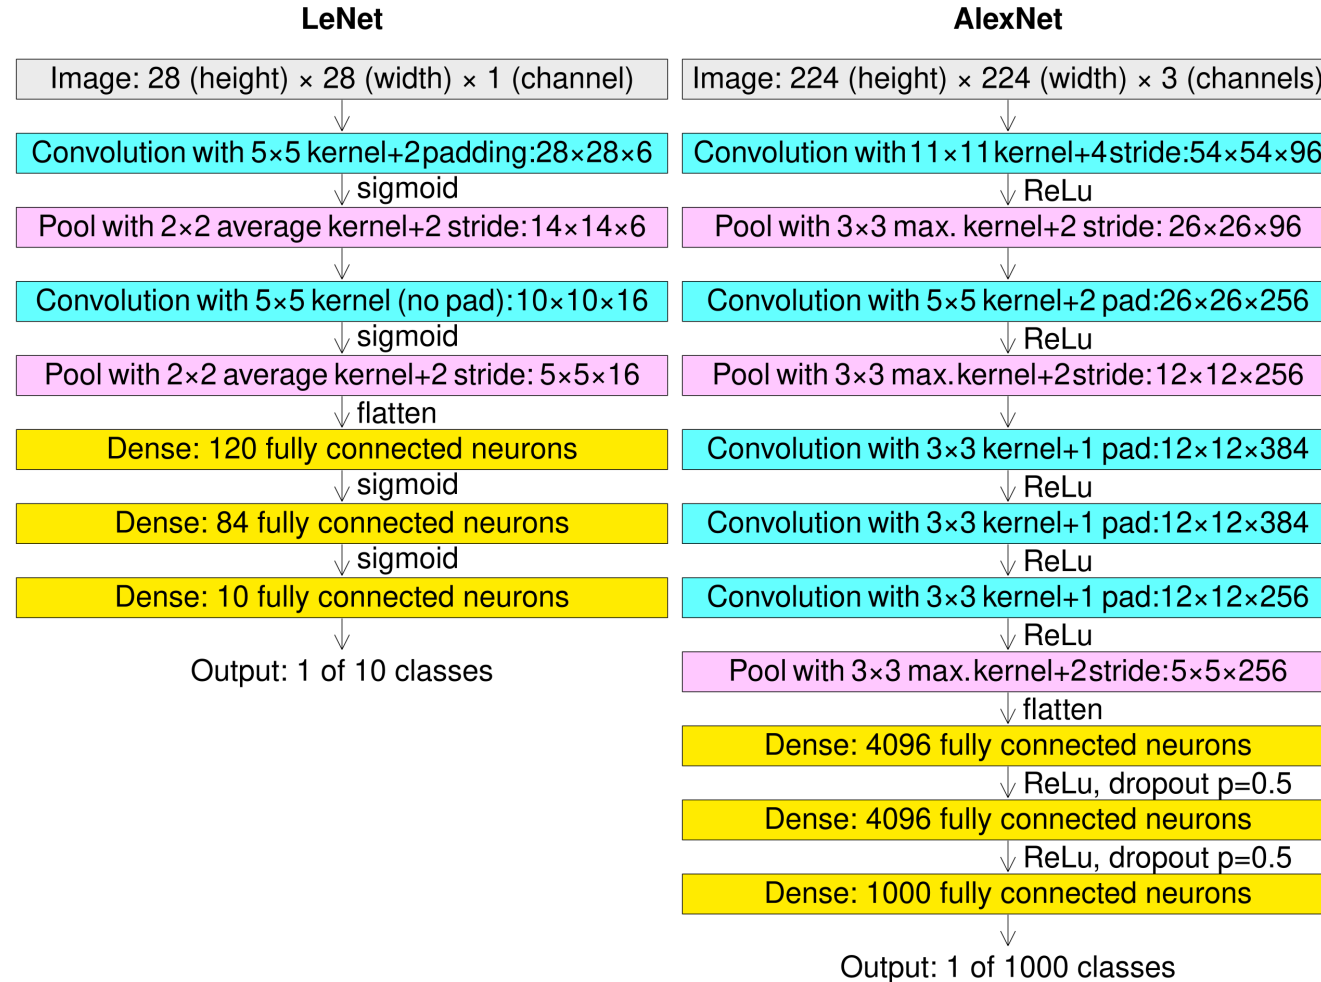 LeNet
Image: 28 (height) × 28 (width) × 1 (channel)
Convolution with 5×5 kernel+2padding:28×28×6
sigmoid
Pool with 2×2 average kernel+2 stride:14×14×6
Convolution with 5×5 kernel (no pad):10×10×16
sigmoid
Pool with 2×2 average kernel+2 stride: 5×5×16
flatten
Dense: 120 fully connected neurons
sigmoid
Dense: 84 fully connected neurons
sigmoid
Dense: 10 fully connected neurons
Output: 1 of 10 classes
AlexNet
Image: 224 (height) × 224 (width) × 3 (channels)
Convolution with 11×11 kernel+4 stride:54×54×96
ReLu
Pool with 3×3 max. kernel+2 stride: 26×26×96
Convolution with 5×5 kernel+2 pad:26×26×256
ReLu
Pool with 3×3 max.kernel+2stride:12×12×256
Convolution with 3×3 kernel+1 pad:12×12×384
ReLu
Convolution with 3×3 kernel+1 pad:12×12×384
ReLu
Convolution with 3×3 kernel+1 pad:12×12×256
ReLu
Pool with 3×3 max.kernel+2stride:5×5×256
flatten
Dense: 4096 fully connected neurons
ReLu, dropout p=0.5
Dense: 4096 fully connected neurons
ReLu, dropout p=0.5
Dense: 1000 fully connected neurons
Output: 1 of 1000 classes